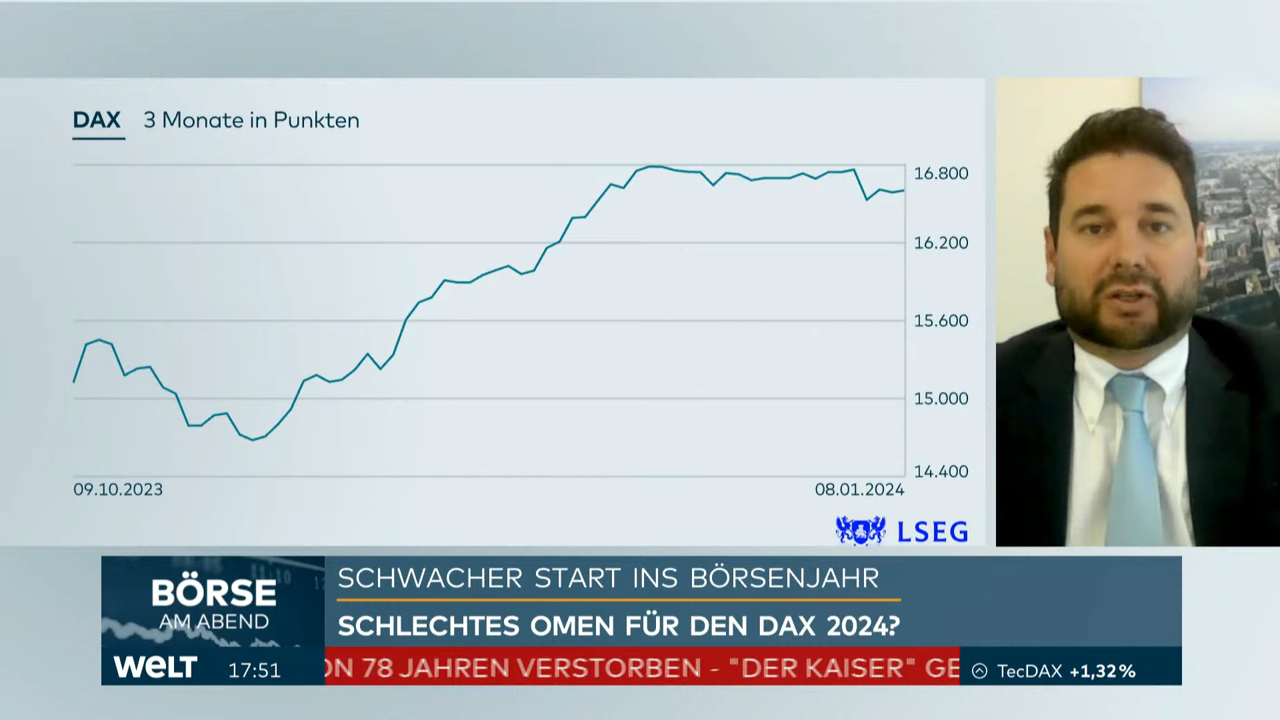 DAX 3 Monate in Punkten
16.800
16.200
15.600
15.000
14.400
09.10.2023 08.01.2024
LSEG
BÖRSE
AM ABEND
SCHWACHER START INS BÖRSENJAHR
SCHLECHTES OMEN FÜR DEN DAX 2024?
welt 17:51
78 JAHREN VERSTORBEN - "DER KAISER"
TecDAX +1,32%